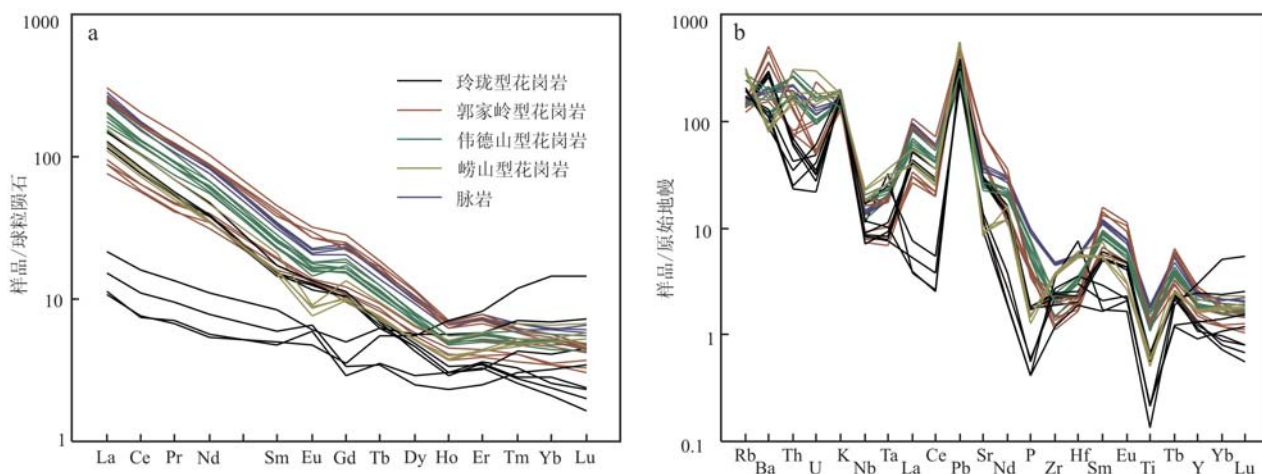 1000
a
玲珑型花岗岩
郭家岭型花岗岩
伟德山型花岗岩
崂山型花岗岩
脉岩
100
样品/球粒陨石
10
1
La Ce Pr Nd Sm Eu Gd Tb Dy Ho Er Tm Yb Lu
1000
b
100
样品/原始地幔
10
1
0.1
Rb Ba Th U K Nb Ta La Ce Pb Sr Nd P Zr Hf Sm Eu Ti Tb Y Yb Lu